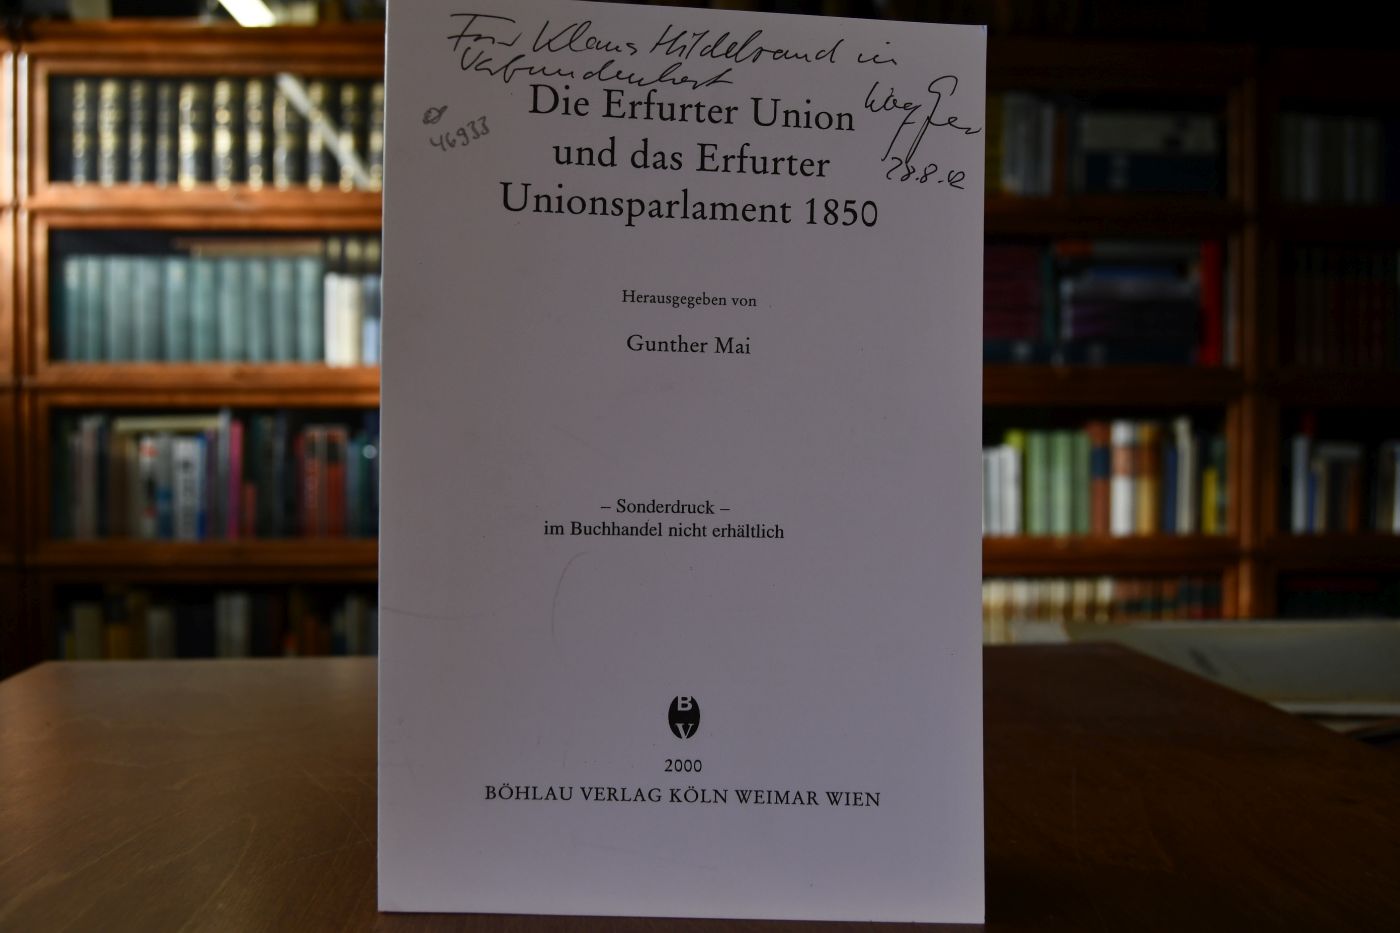 Für Klaus Hildebrand in
Verbundenheit
28.8.02
46933
Die Erfurter Union
und das Erfurter
Unionsparlament 1850
Herausgegeben von
Gunther Mai
– Sonderdruck –
im Buchhandel nicht erhältlich
B
V
2000
BÖHLAU VERLAG KÖLN WEIMAR WIEN